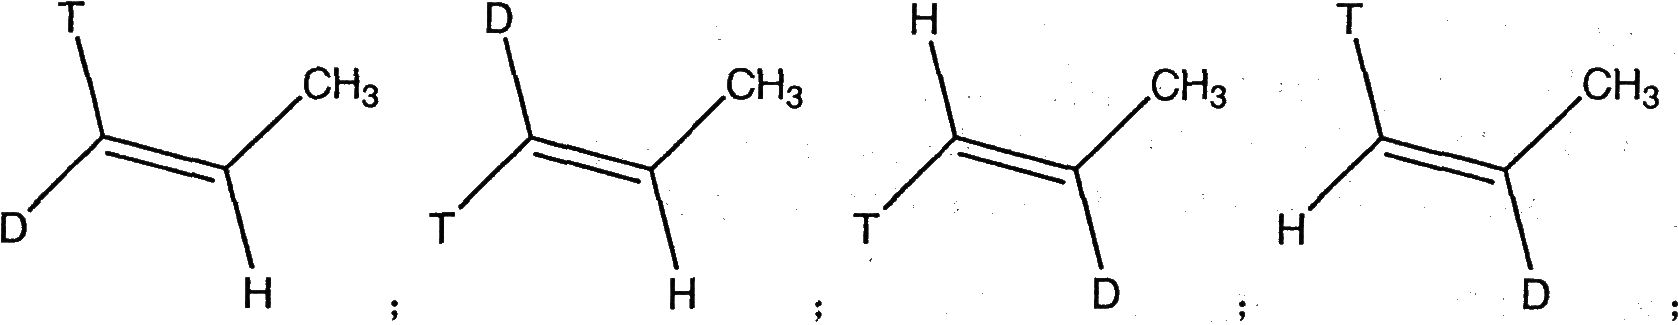 T D H T
CH3 CH3 CH3 CH3
D T T H
H ; H ; D ; D ;